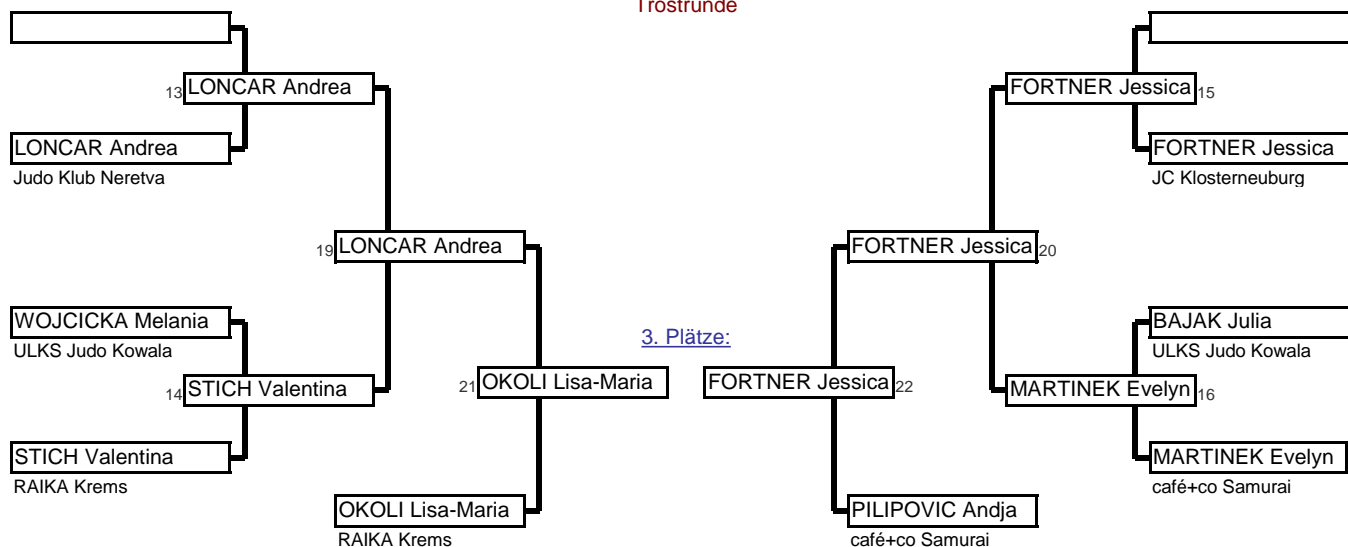 Trostrunde
13 LONCAR Andrea
FORTNER Jessica 15
LONCAR Andrea
Judo Klub Neretva
FORTNER Jessica
JC Klosterneuburg
19 LONCAR Andrea
FORTNER Jessica 20
WOJCICKA Melania
ULKS Judo Kowala
3. Plätze:
BAJAK Julia
ULKS Judo Kowala
14 STICH Valentina
21 OKOLI Lisa-Maria
FORTNER Jessica 22
MARTINEK Evelyn 16
STICH Valentina
RAIKA Krems
MARTINEK Evelyn
café+co Samurai
OKOLI Lisa-Maria
RAIKA Krems
PILIPOVIC Andja
café+co Samurai